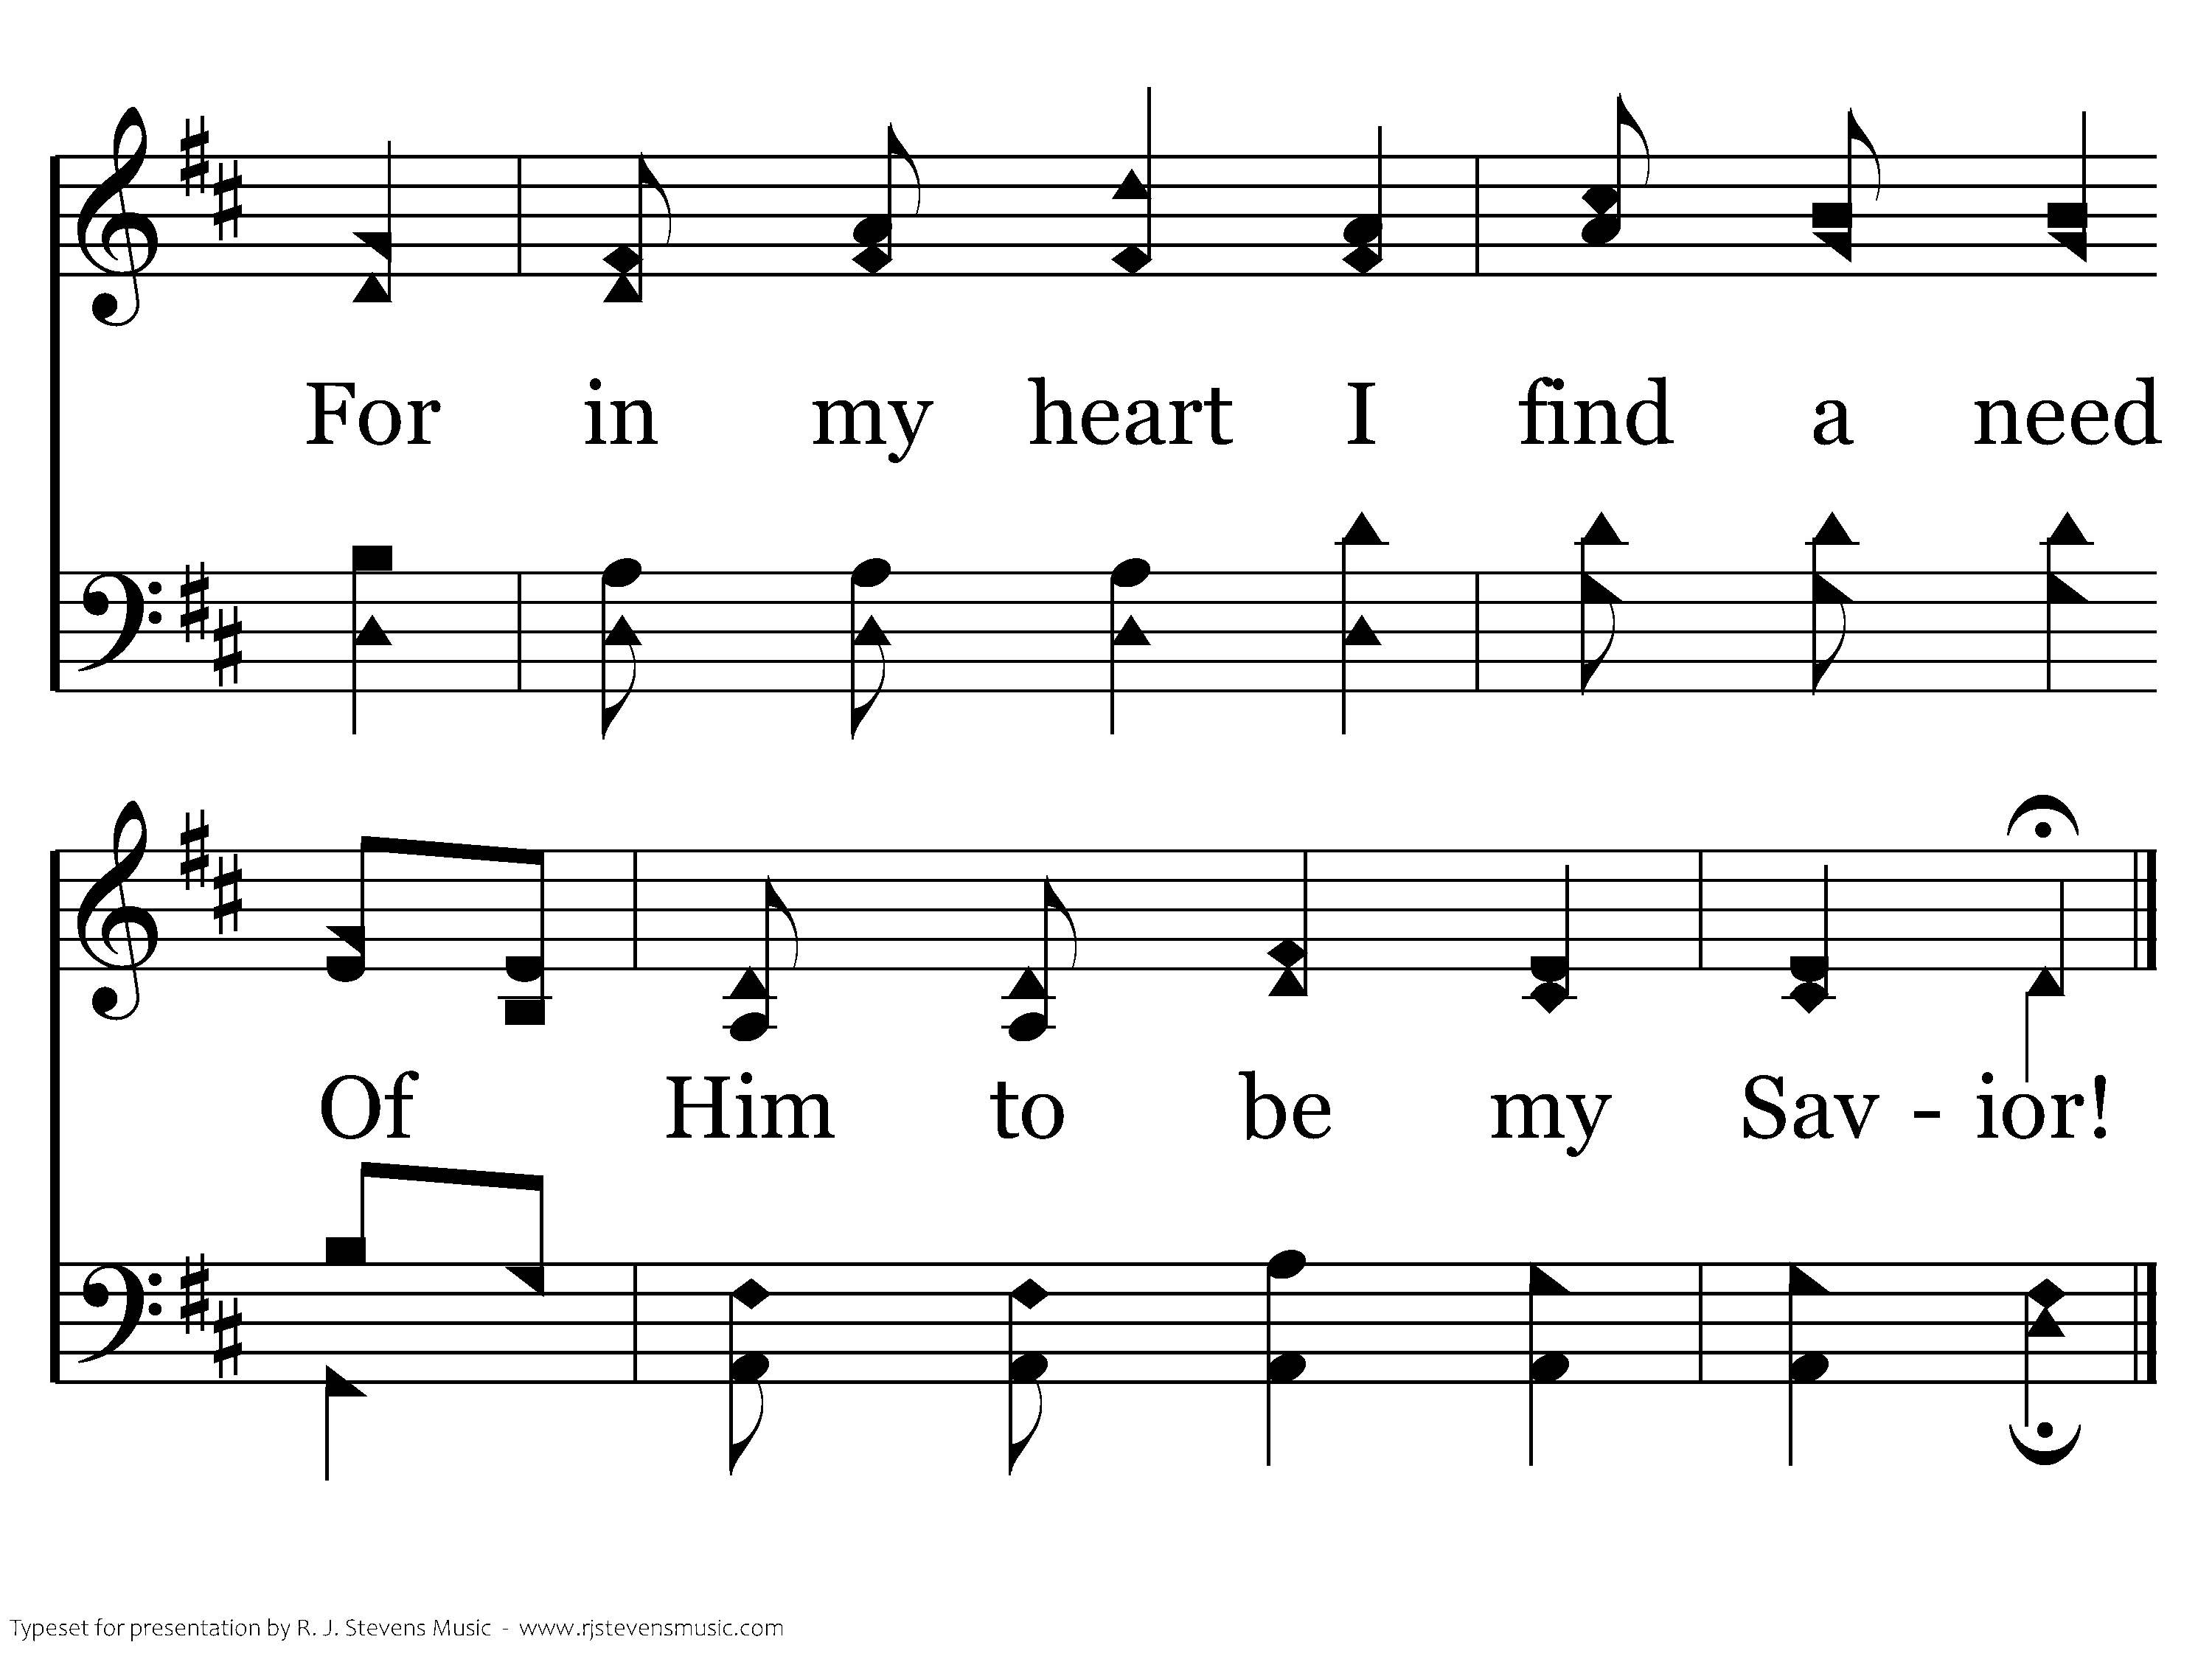 For in my heart I find a need
Of Him to be my Sav - ior!
Typeset for presentation by R. J. Stevens Music - www.rjstevensmusic.com